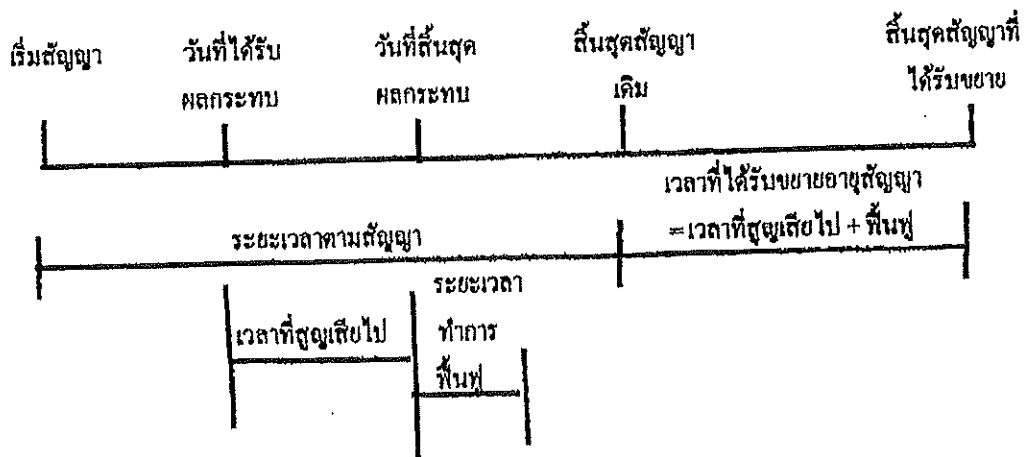 เริ่มสัญญา
วันที่ได้รับ
ผลกระทบ
วันที่สิ้นสุด
ผลกระทบ
สิ้นสุดสัญญา
เดิม
สิ้นสุดสัญญาที่
ได้รับขยาย
เวลาที่ได้รับขยายอายุสัญญา
=เวลาที่สูญเสียไป + ฟื้นฟู
ระยะเวลาตามสัญญา
เวลาที่สูญเสียไป
ระยะเวลา
ทำการ
ฟื้นฟู